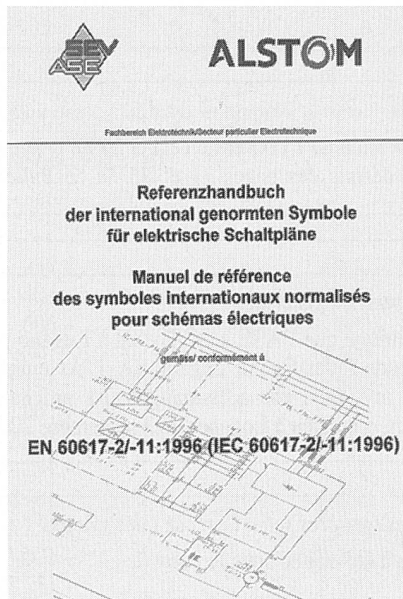 SEV
ASE
ALSTOM
Fachbereich Elektrotechnik/Secteur particulier Electrotechnique
Referenzhandbuch
der international genormten Symbole
für elektrische Schaltpläne
Manuel de référence
des symboles internationaux normalisés
pour schémas électriques
gemäss/ conformément à
EN 60617-2/-11:1996 (IEC 60617-2/-11:1996)